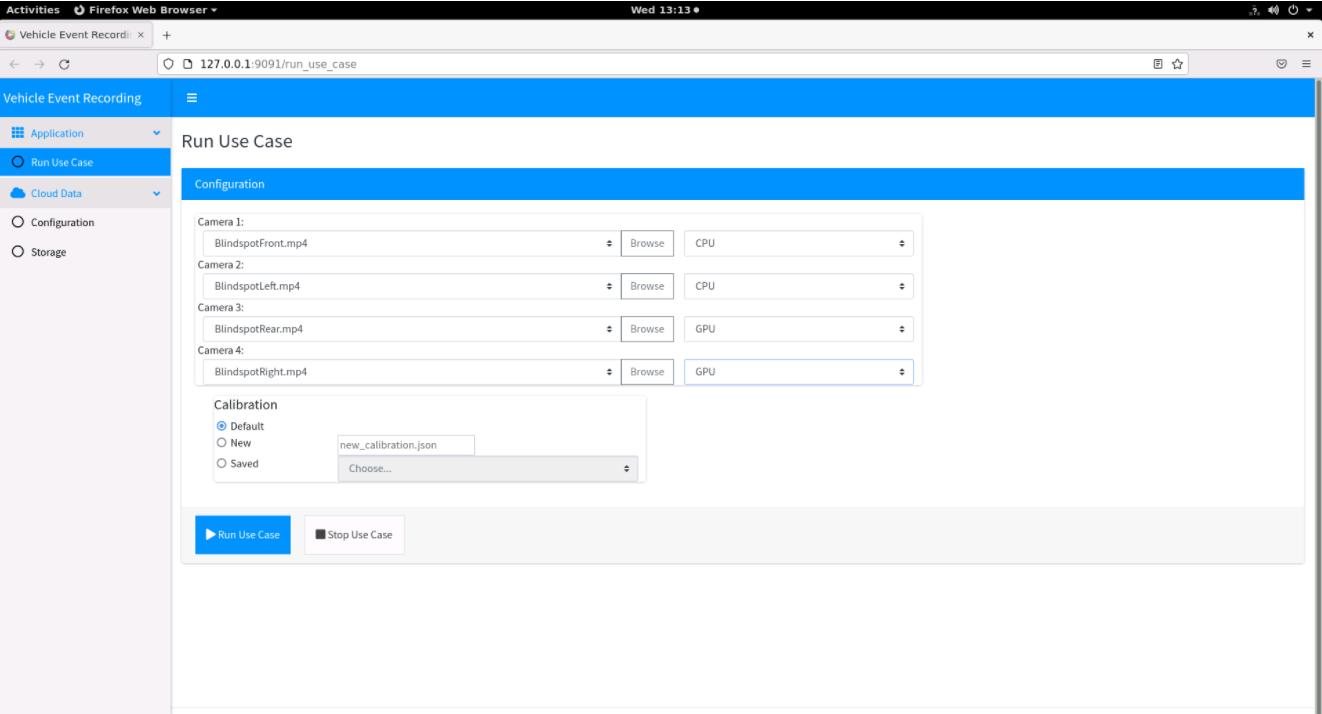 Activities Firefox Web Browser Wed 13:13
Vehicle Event Recordi
127.0.0.1:9091/run_use_case
Vehicle Event Recording
Application
Run Use Case
Cloud Data
Configuration
Storage
Run Use Case
Configuration
Camera 1:
BlindspotFront.mp4 Browse CPU
Camera 2:
BlindspotLeft.mp4 Browse CPU
Camera 3:
BlindspotRear.mp4 Browse GPU
Camera 4:
BlindspotRight.mp4 Browse GPU
Calibration
Default
New new_calibration.json
Saved Choose...
Run Use Case Stop Use Case